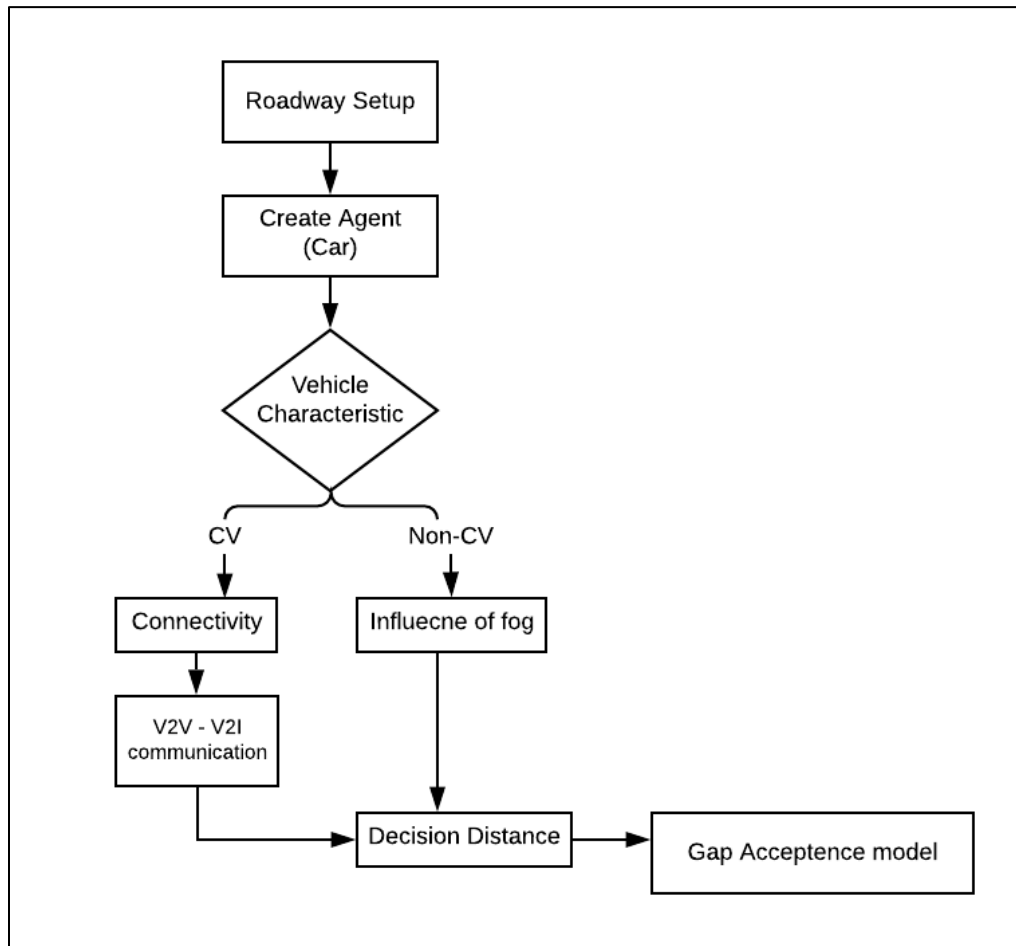 Roadway Setup
Create Agent
(Car)
Vehicle
Characteristic
CV
Non-CV
Connectivity
Influecne of fog
V2V - V2I
communication
Decision Distance
Gap Acceptence model